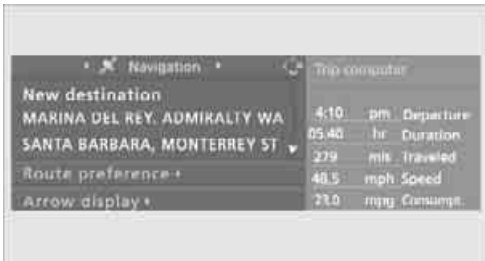 Navigation
New destination
MARINA DEL REY, ADMIRALTY WA
SANTA BARBARA, MONTERREY ST
Route preference
Arrow display
Trip computer
4:10 pm Departure
05.40 hr Duration
279 mls Traveled
48.5 mph Speed
23.0 mpg Consumpt.